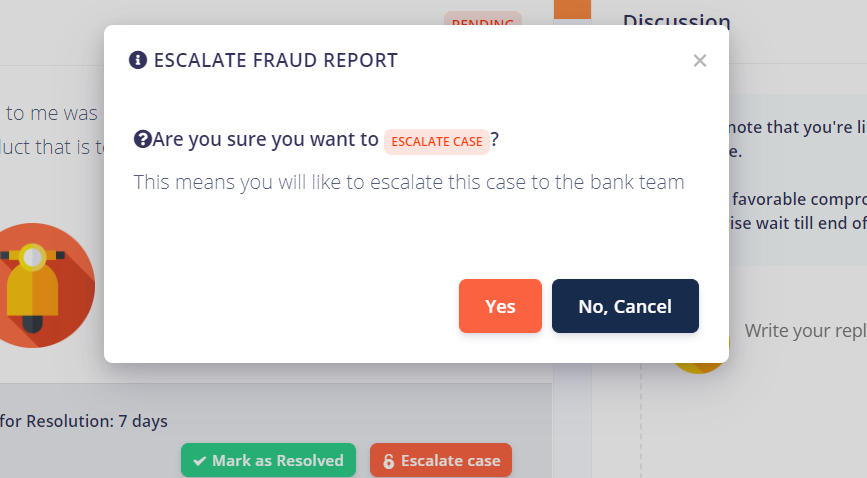 PENDING
Discussion
ESCALATE FRAUD REPORT
to me was
uct that is t
note that you're li
e.
favorable compro
ise wait till end of
Are you sure you want to ESCALATE CASE ?
This means you will like to escalate this case to the bank team
Yes
No, Cancel
Write your repl
for Resolution: 7 days
Mark as Resolved
Escalate case